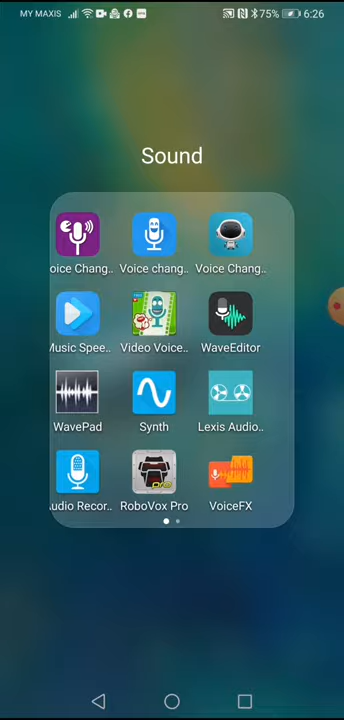 MY MAXIS 75% 6:26
Sound
oice Chang.. Voice chang.. Voice Chang..
Music Spee.. Video Voice.. WaveEditor
WavePad Synth Lexis Audio..
udio Recor.. RoboVox Pro VoiceFX